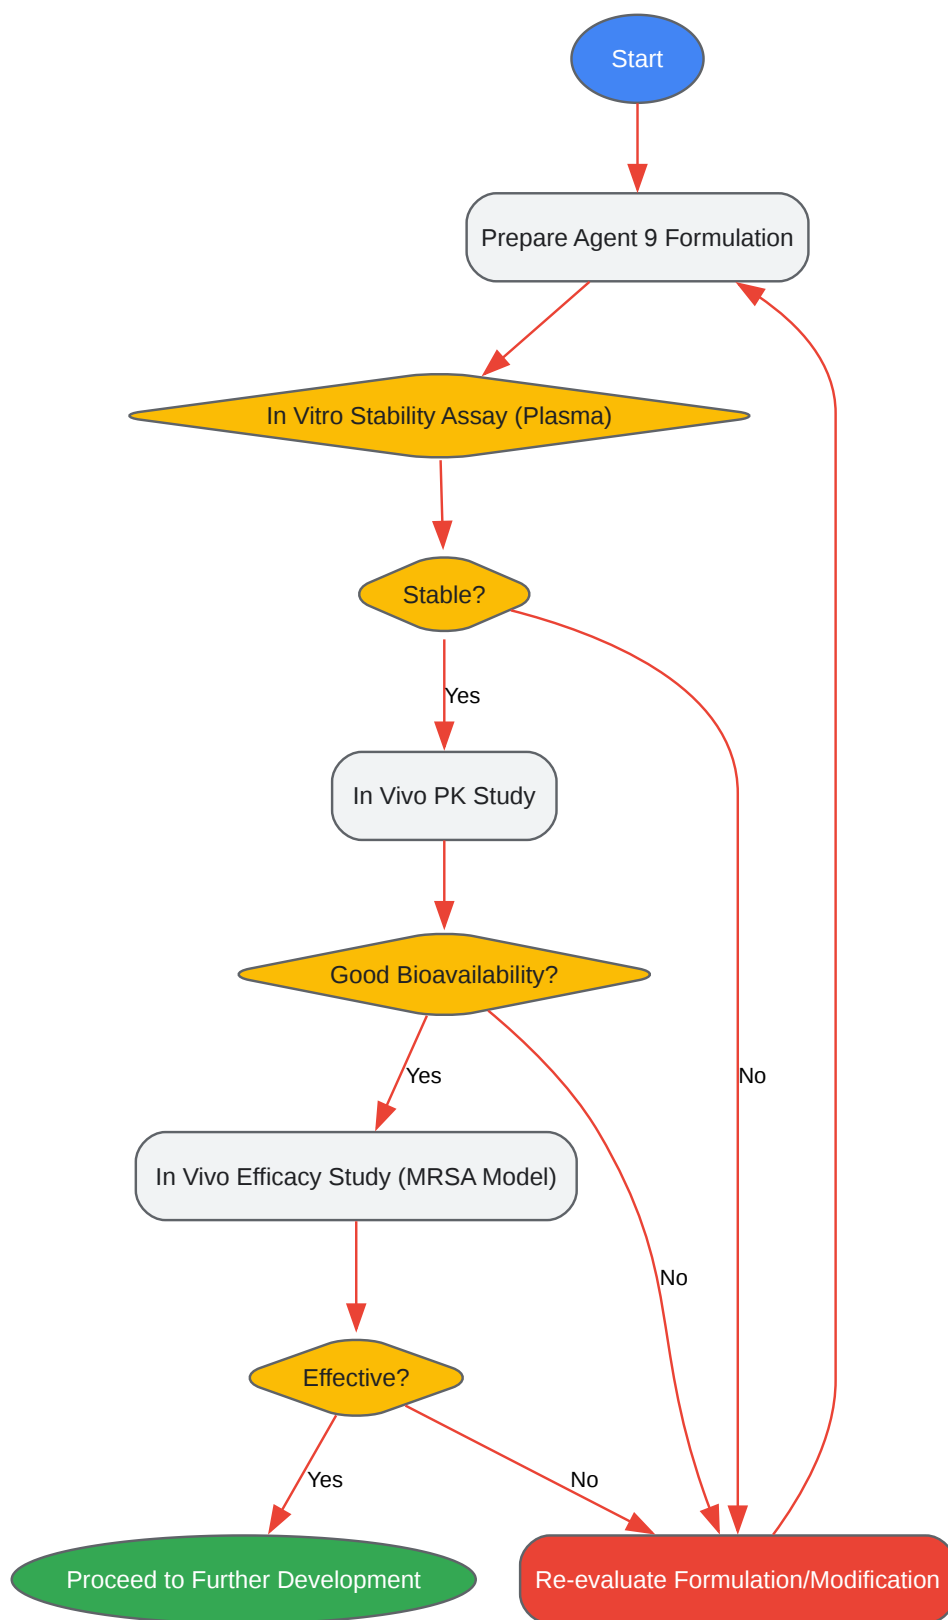 Start
Prepare Agent 9 Formulation
In Vitro Stability Assay (Plasma)
Stable?
Yes
In Vivo PK Study
Good Bioavailability?
Yes
No
In Vivo Efficacy Study (MRSA Model)
No
Effective?
Yes
No
Proceed to Further Development
Re-evaluate Formulation/Modification